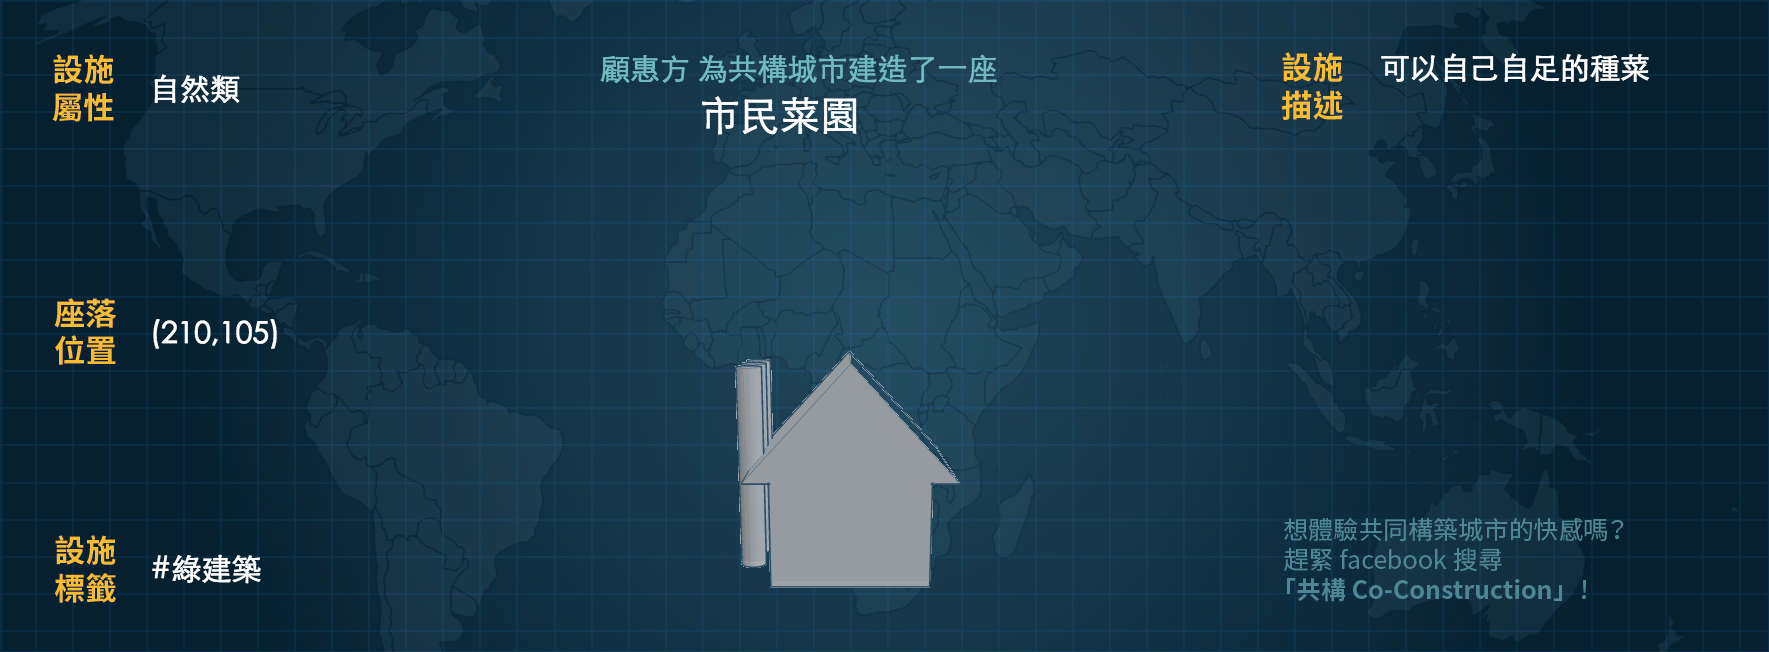 設施
屬性
自然類
顧惠方 為共構城市建造了一座
市民菜園
設施
描述
可以自己自足的種菜
座落
位置
(210,105)
設施
標籤
#綠建築
想體驗共同構築城市的快感嗎？
趕緊 facebook 搜尋
「共構 Co-Construction」！